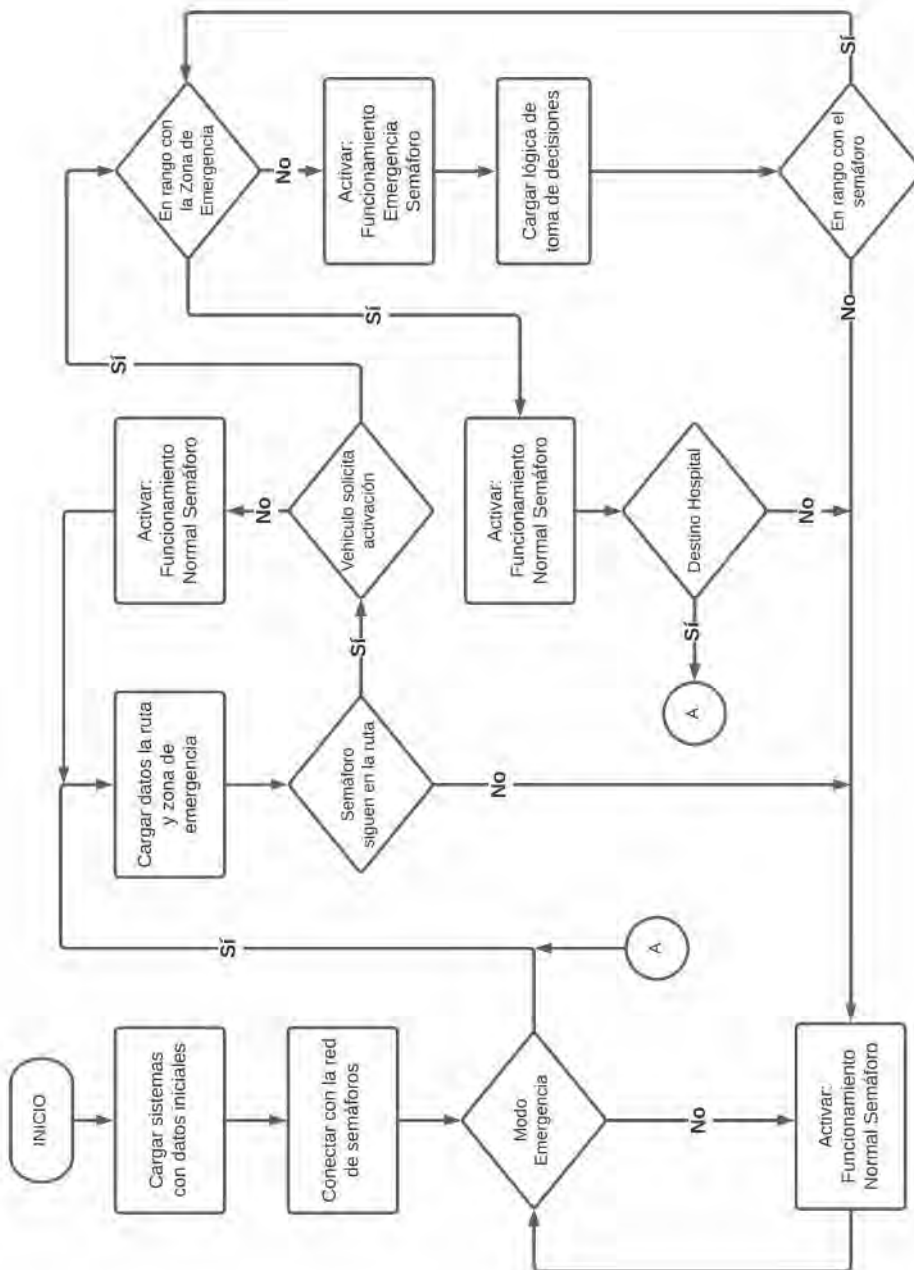 INICIO
Cargar sistemas
con datos iniciales
Conectar con la red
de semáforos
Modo
Emergencia
Sí
No
Activar:
Funcionamiento
Normal Semáforo
A
Cargar datos la ruta
y zona de
emergencia
Semáforo
siguen en la ruta
Sí
No
Activar:
Funcionamiento
Normal Semáforo
No
Vehículo solicita
activación
Sí
En rango con
la Zona de
Emergencia
No
Sí
Activar:
Funcionamiento
Normal Semáforo
Destino Hospital
Sí
No
A
Activar:
Funcionamiento
Emergencia
Semáforo
Cargar lógica de
toma de decisiones
En rango con el
semáforo
Sí
No